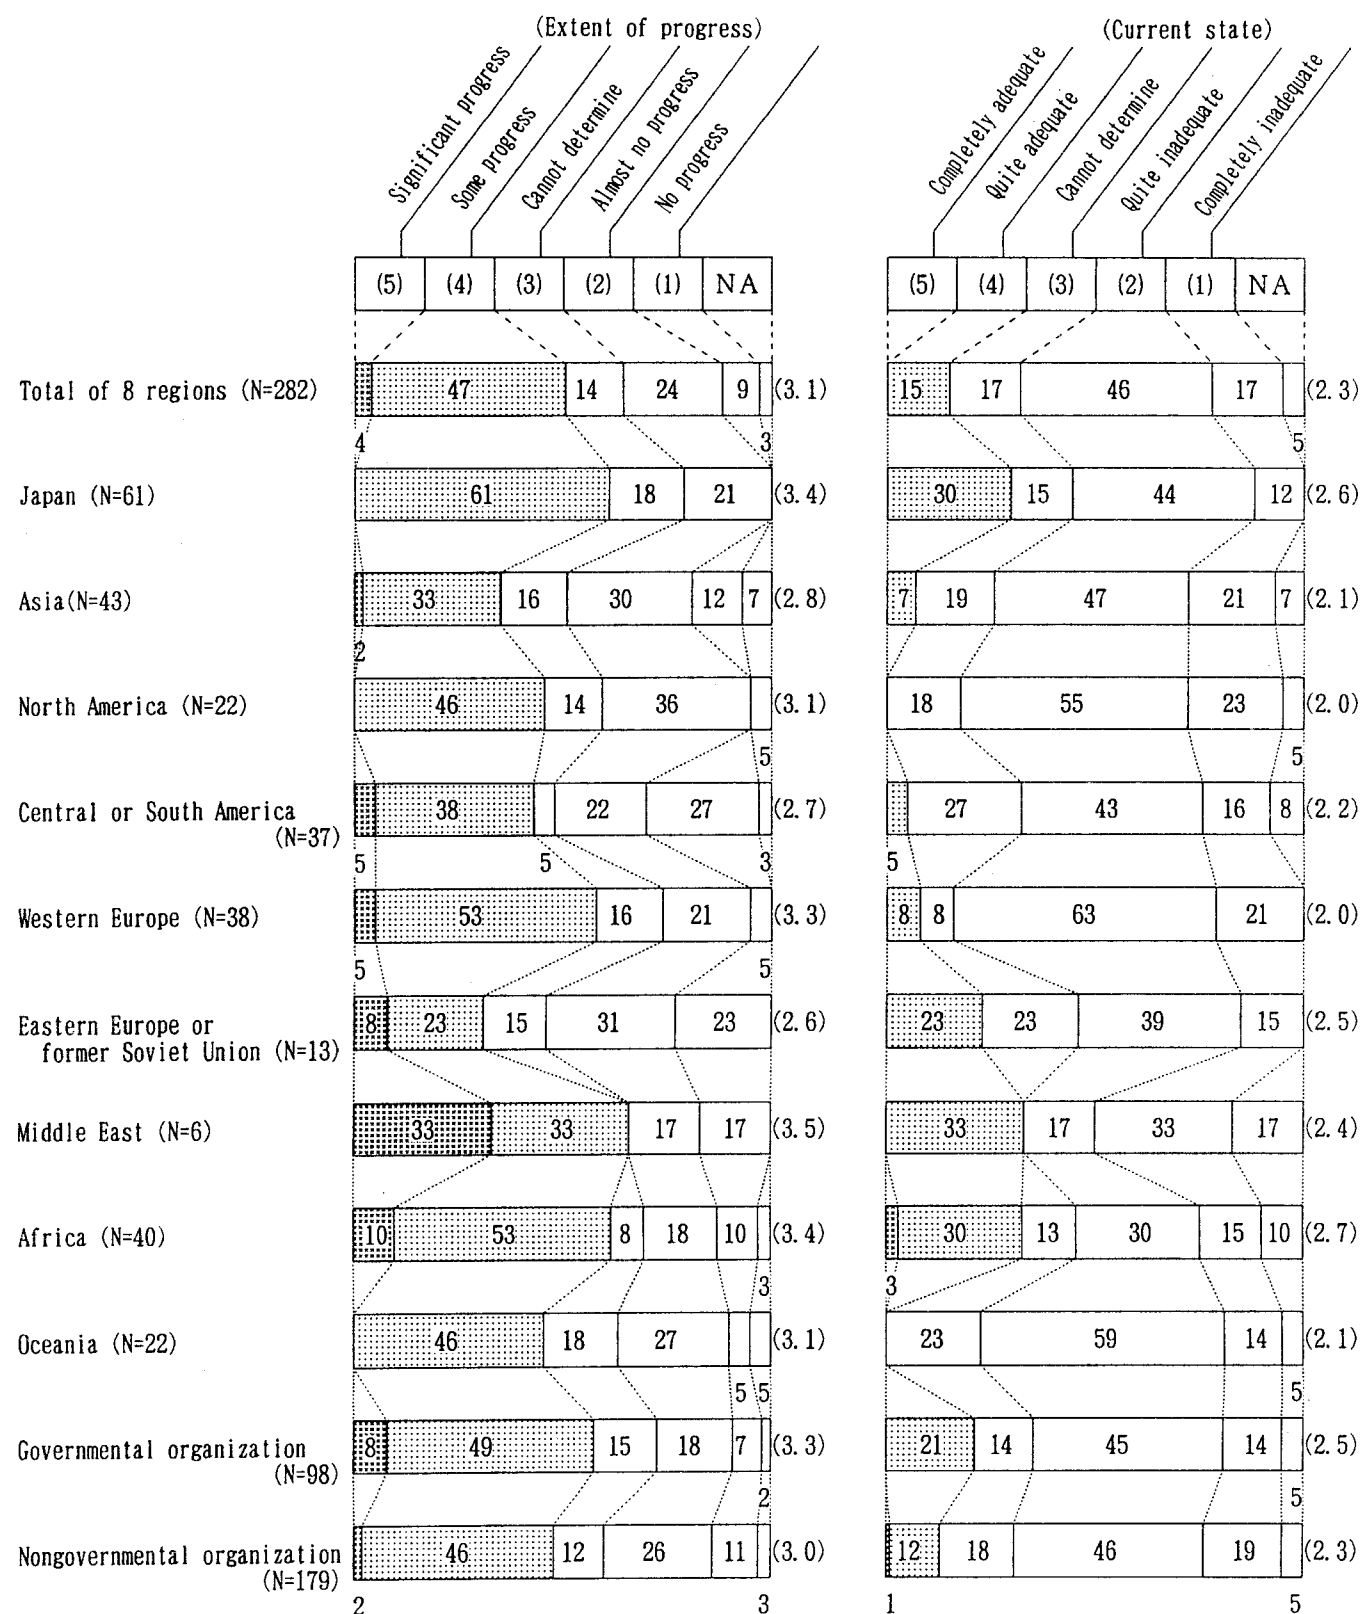 (Extent of progress) (Current state)
Significant progress Some progress Cannot determine Almost no progress No progress Completely adequate Quite adequate Cannot determine Quite inadequate Completely inadequate
(5) (4) (3) (2) (1) NA (5) (4) (3) (2) (1) NA
Total of 8 regions (N=282) 47 14 24 9 (3.1) 15 17 46 17 (2.3)
4 3 5
Japan (N=61) 61 18 21 (3.4) 30 15 44 12 (2.6)
Asia(N=43) 33 16 30 12 7 (2.8) 7 19 47 21 7 (2.1)
2
North America (N=22) 46 14 36 (3.1) 18 55 23 (2.0)
5 5
Central or South America 38 22 27 (2.7) 27 43 16 8 (2.2)
(N=37)
5 5 3 5
Western Europe (N=38) 53 16 21 (3.3) 8 8 63 21 (2.0)
5 5
Eastern Europe or 8 23 15 31 23 (2.6) 23 23 39 15 (2.5)
former Soviet Union (N=13)
Middle East (N=6) 33 33 17 17 (3.5) 33 17 33 17 (2.4)
Africa (N=40) 10 53 8 18 10 (3.4) 30 13 30 15 10 (2.7)
3 3
Oceania (N=22) 46 18 27 (3.1) 23 59 14 (2.1)
5 5 5
Governmental organization 8 49 15 18 7 (3.3) 21 14 45 14 (2.5)
(N=98)
2 5
Nongovernmental organization 46 12 26 11 (3.0) 12 18 46 19 (2.3)
(N=179)
2 3 1 5